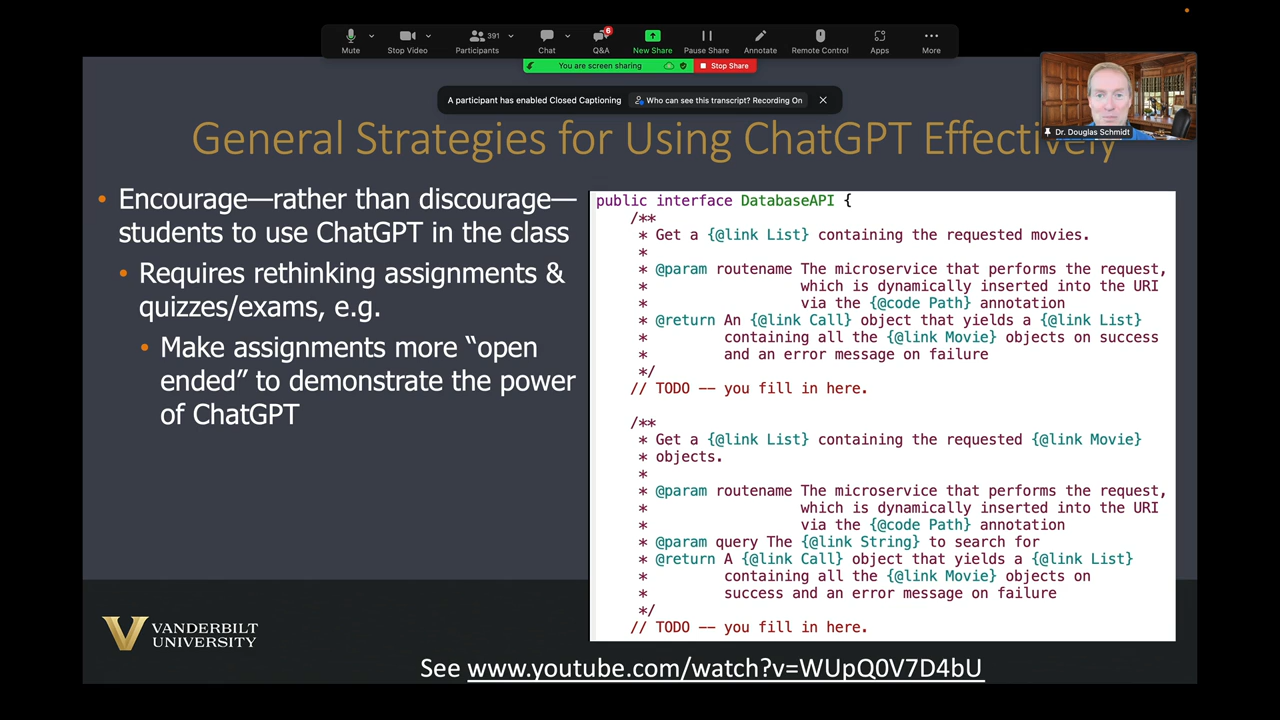 Mute
Stop Video
Participants
391
Chat
Q&A
6
New Share
Pause Share
Annotate
Remote Control
Apps
More
You are screen sharing
Stop Share
A participant has enabled Closed Captioning
Who can see this transcript? Recording On
Dr. Douglas Schmidt
General Strategies for Using ChatGPT Effectively
• Encourage—rather than discourage—
students to use ChatGPT in the class
• Requires rethinking assignments &
quizzes/exams, e.g.
• Make assignments more “open
ended” to demonstrate the power
of ChatGPT
public interface DatabaseAPI {
/**
* Get a {@link List} containing the requested movies.
*
* @param routename The microservice that performs the request,
* which is dynamically inserted into the URI
* via the {@code Path} annotation
* @return An {@link Call} object that yields a {@link List}
* containing all the {@link Movie} objects on success
* and an error message on failure
*/
// TODO -- you fill in here.
/**
* Get a {@link List} containing the requested {@link Movie}
* objects.
*
* @param routename The microservice that performs the request,
* which is dynamically inserted into the URI
* via the {@code Path} annotation
* @param query The {@link String} to search for
* @return A {@link Call} object that yields a {@link List}
* containing all the {@link Movie} objects on
* success and an error message on failure
*/
// TODO -- you fill in here.
VANDERBILT
UNIVERSITY
See www.youtube.com/watch?v=WUpQ0V7D4bU